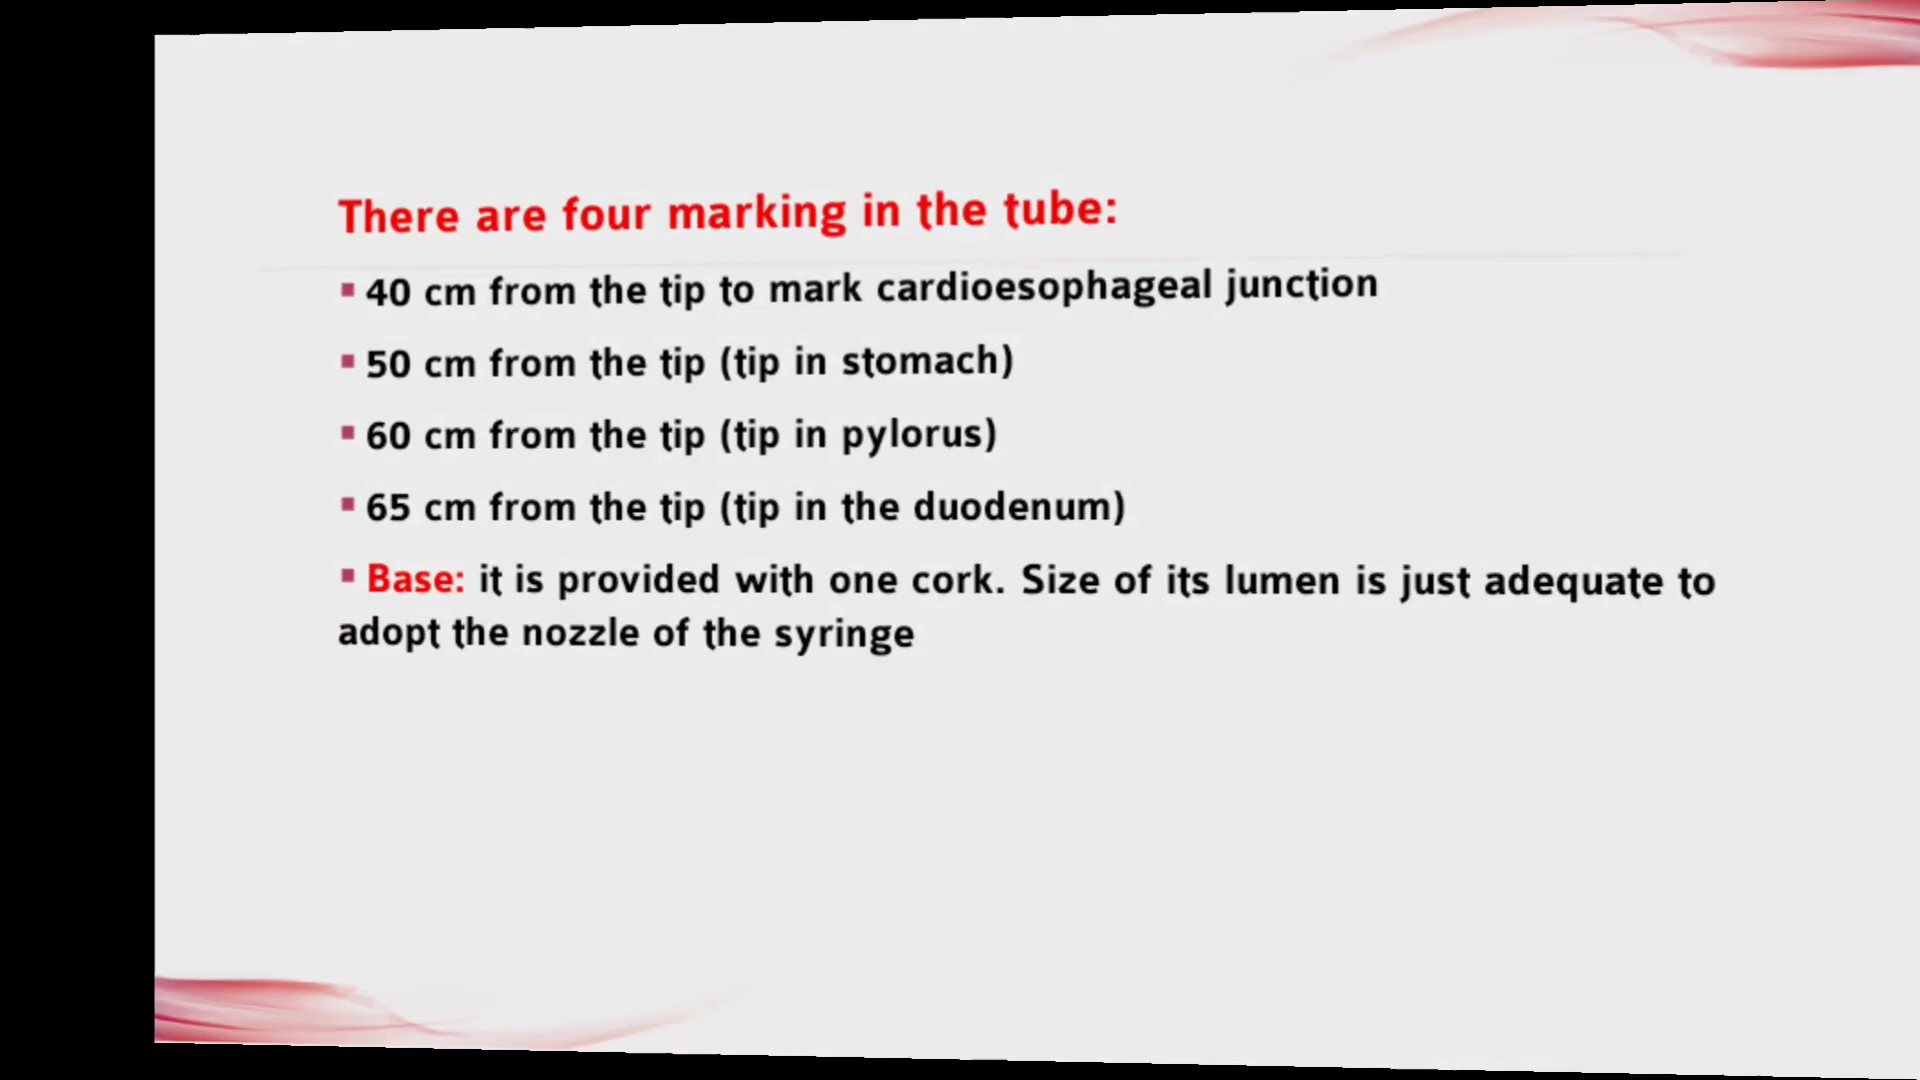 There are four marking in the tube:
▪ 40 cm from the tip to mark cardioesophageal junction
▪ 50 cm from the tip (tip in stomach)
▪ 60 cm from the tip (tip in pylorus)
▪ 65 cm from the tip (tip in the duodenum)
▪ Base: it is provided with one cork. Size of its lumen is just adequate to
adopt the nozzle of the syringe